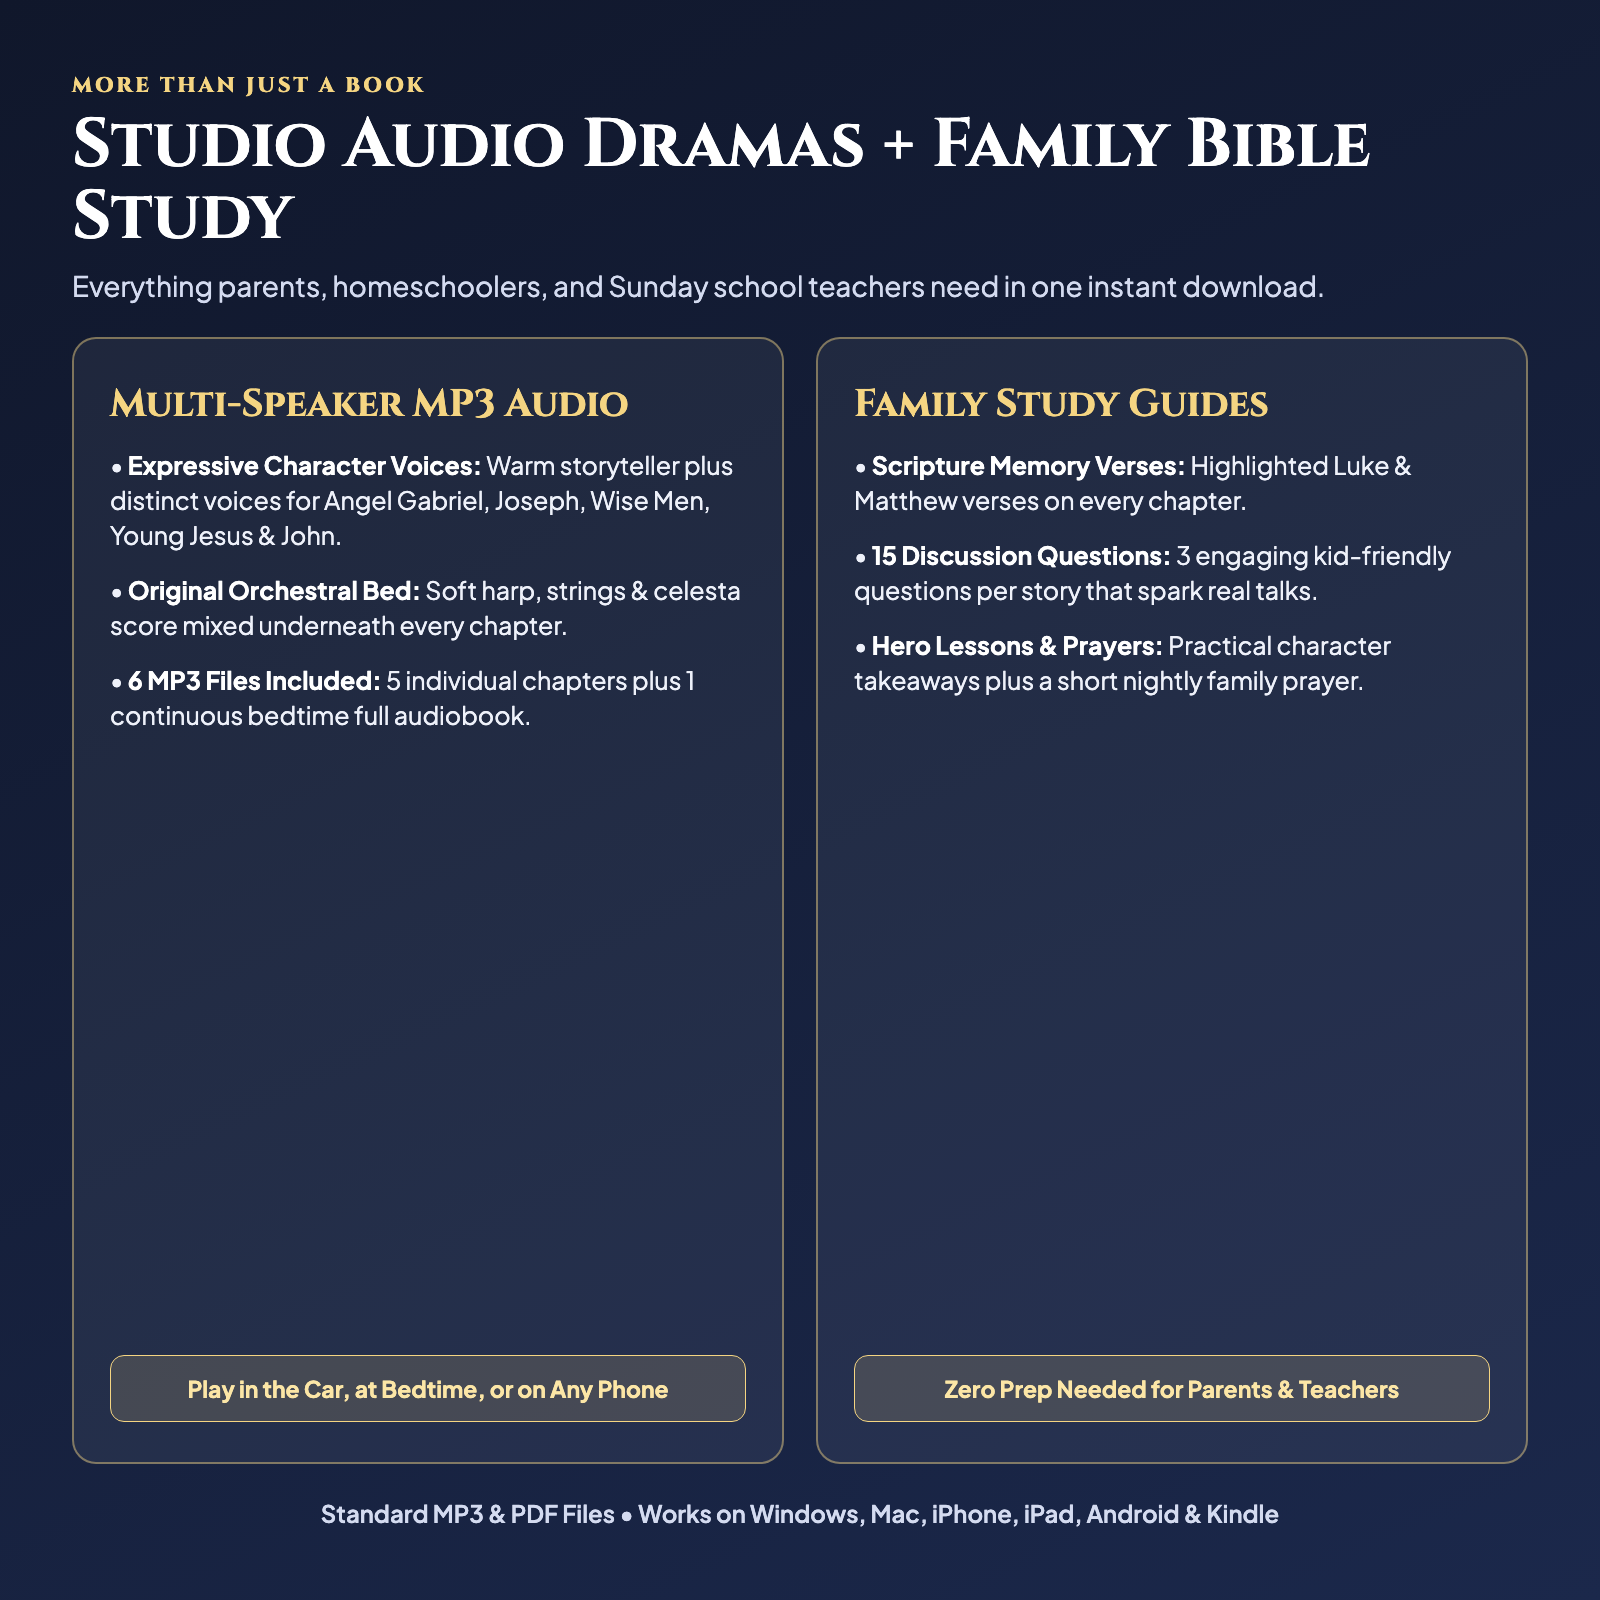 MORE THAN JUST A BOOK
STUDIO AUDIO DRAMAS + FAMILY BIBLE
STUDY
Everything parents, homeschoolers, and Sunday school teachers need in one instant download.
MULTI-SPEAKER MP3 AUDIO
• Expressive Character Voices: Warm storyteller plus
distinct voices for Angel Gabriel, Joseph, Wise Men,
Young Jesus & John.
• Original Orchestral Bed: Soft harp, strings & celesta
score mixed underneath every chapter.
• 6 MP3 Files Included: 5 individual chapters plus 1
continuous bedtime full audiobook.
Play in the Car, at Bedtime, or on Any Phone
FAMILY STUDY GUIDES
• Scripture Memory Verses: Highlighted Luke &
Matthew verses on every chapter.
• 15 Discussion Questions: 3 engaging kid-friendly
questions per story that spark real talks.
• Hero Lessons & Prayers: Practical character
takeaways plus a short nightly family prayer.
Zero Prep Needed for Parents & Teachers
Standard MP3 & PDF Files • Works on Windows, Mac, iPhone, iPad, Android & Kindle